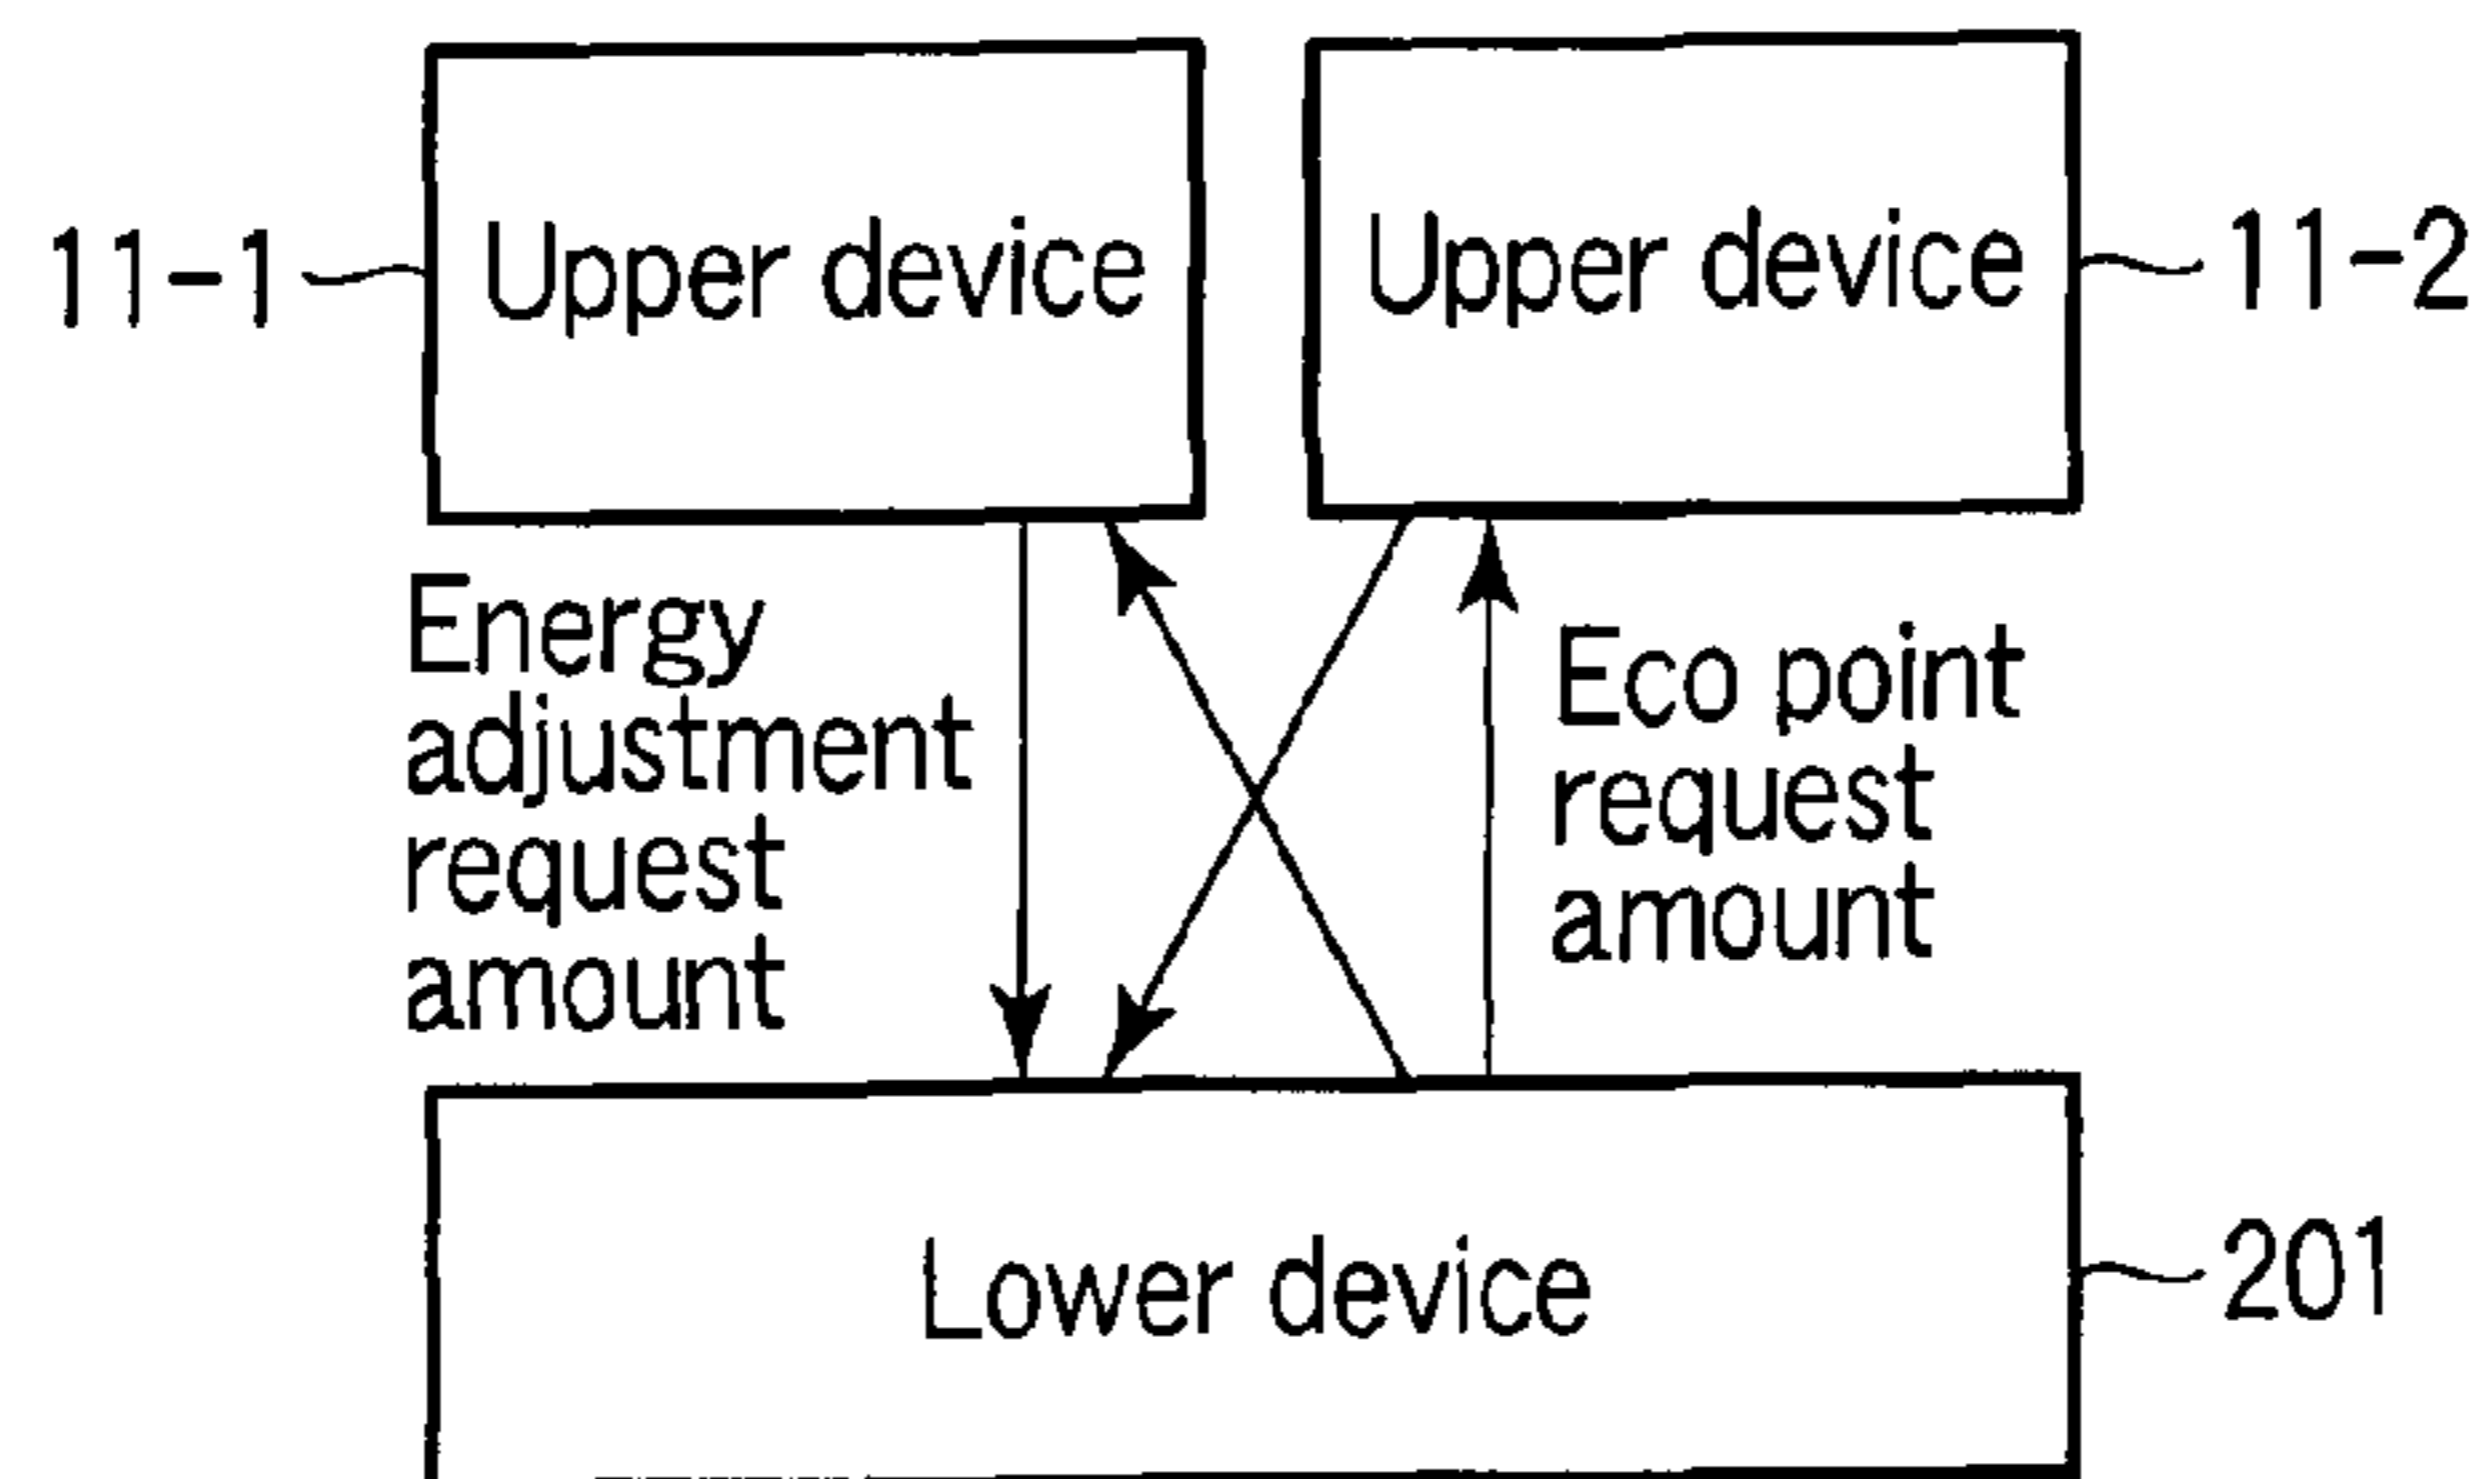 11-1
Upper device
Upper device
11-2
Energy
adjustment
request
amount
Eco point
request
amount
Lower device
201